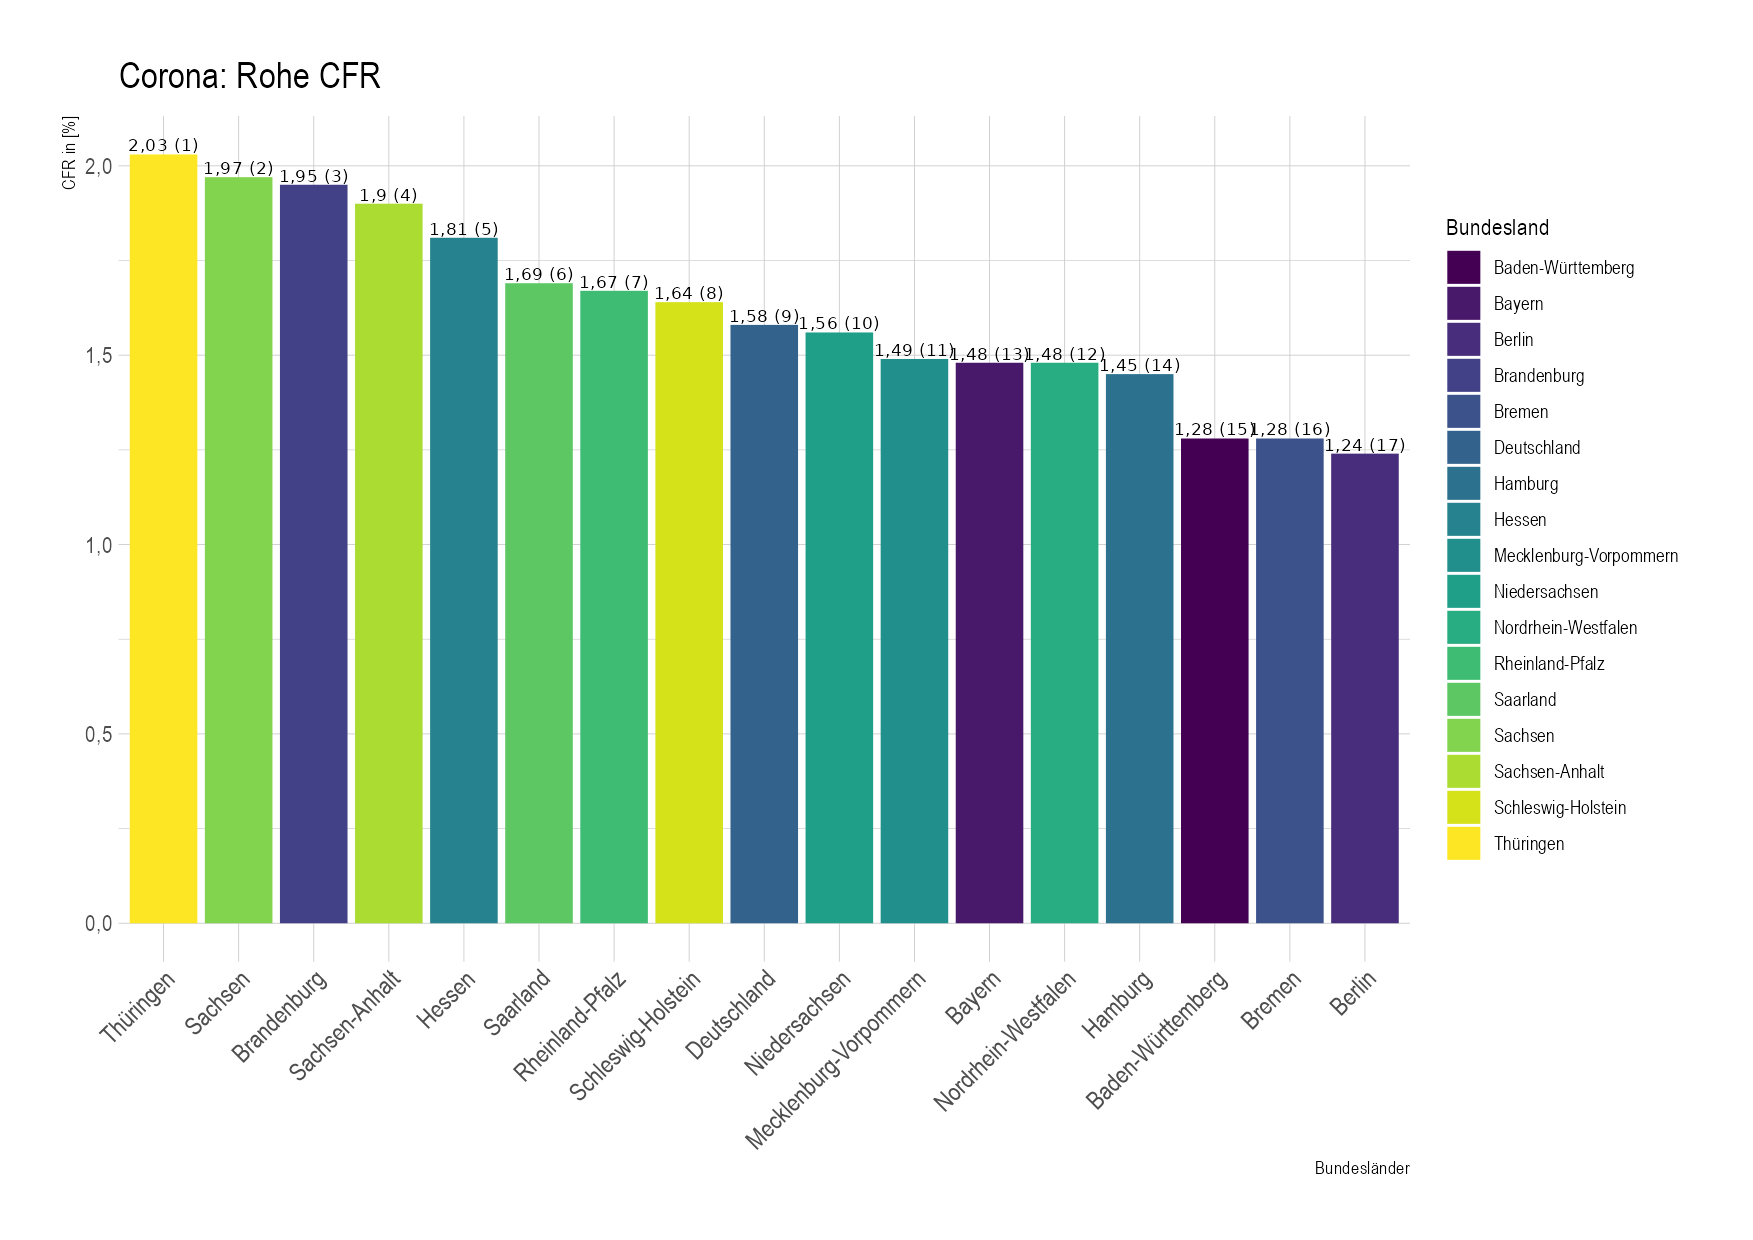 Corona: Rohe CFR
CFR in [%]
2,0
1,5
1,0
0,5
0,0
2,03 (1)
1,97 (2)
1,95 (3)
1,9 (4)
1,81 (5)
1,69 (6)
1,67 (7)
1,64 (8)
1,58 (9)
1,56 (10)
1,49 (11)
1,48 (13)
1,48 (12)
1,45 (14)
1,28 (15)
1,28 (16)
1,24 (17)
Thüringen
Sachsen
Brandenburg
Sachsen-Anhalt
Hessen
Saarland
Rheinland-Pfalz
Schleswig-Holstein
Deutschland
Niedersachsen
Mecklenburg-Vorpommern
Bayern
Nordrhein-Westfalen
Hamburg
Baden-Württemberg
Bremen
Berlin
Bundesländer
Bundesland
Baden-Württemberg
Bayern
Berlin
Brandenburg
Bremen
Deutschland
Hamburg
Hessen
Mecklenburg-Vorpommern
Niedersachsen
Nordrhein-Westfalen
Rheinland-Pfalz
Saarland
Sachsen
Sachsen-Anhalt
Schleswig-Holstein
Thüringen